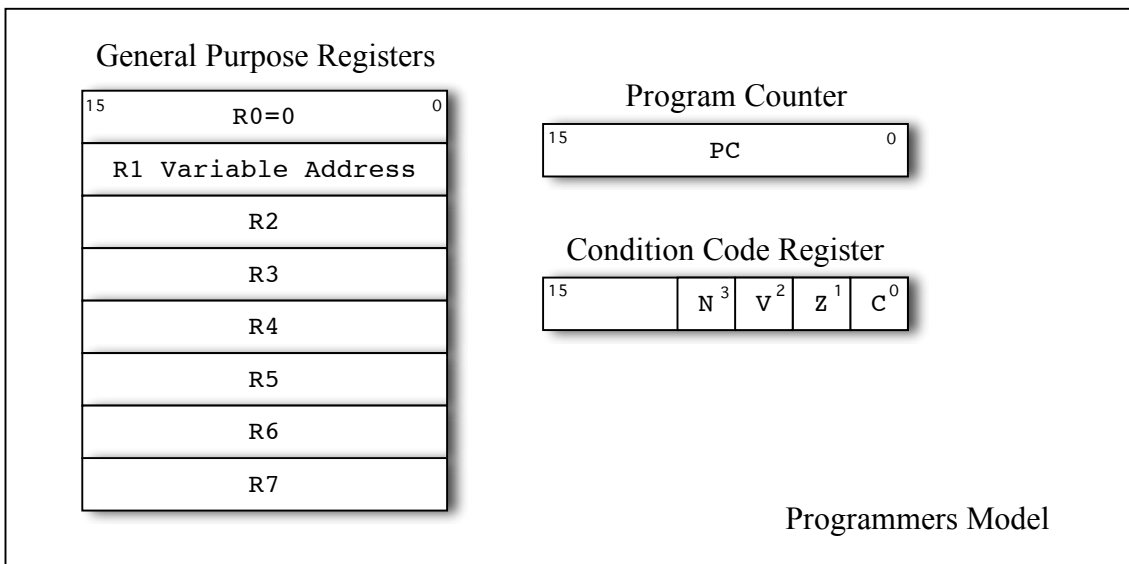 General Purpose Registers
15 R0=0 0
R1 Variable Address
R2
R3
R4
R5
R6
R7
Program Counter
15 PC 0
Condition Code Register
15 N 3 V 2 Z 1 C 0
Programmers Model